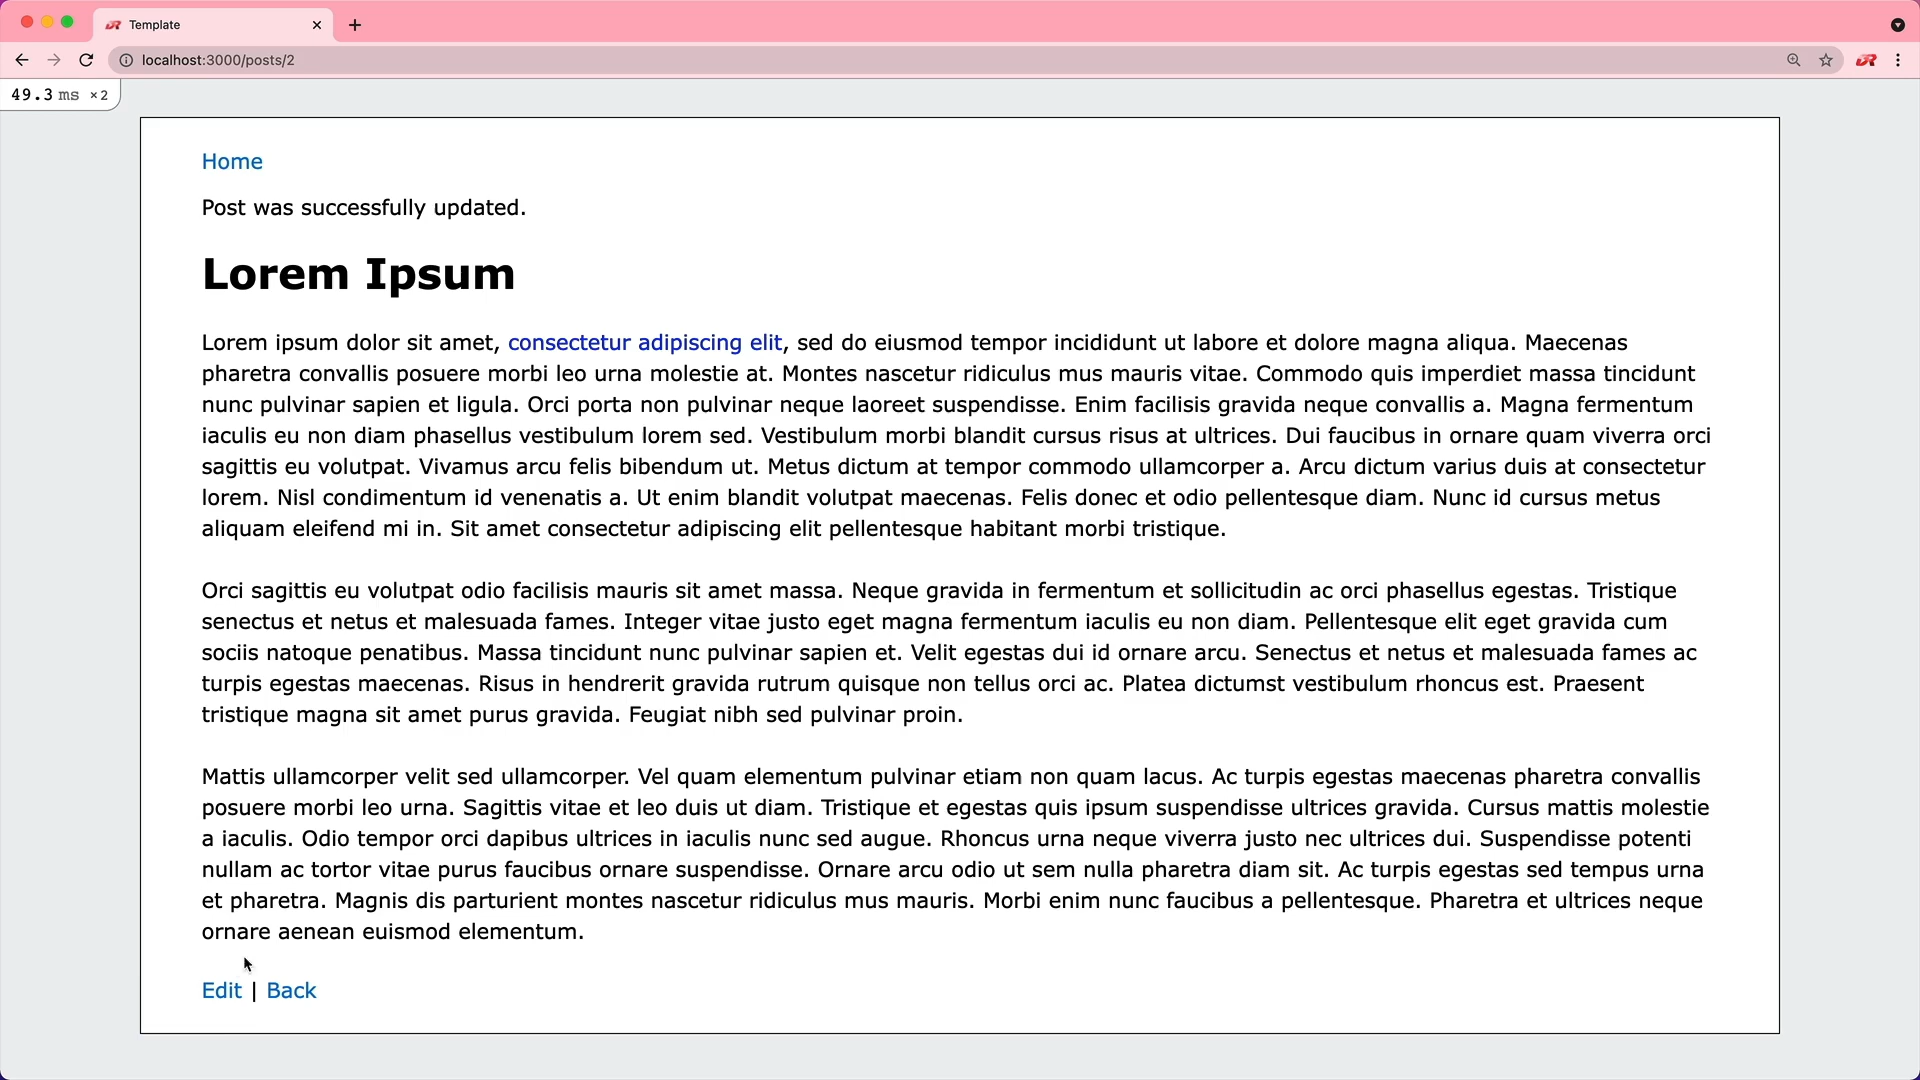 Template
localhost:3000/posts/2
49.3 ms ×2
Home
Post was successfully updated.
Lorem Ipsum
Lorem ipsum dolor sit amet, consectetur adipiscing elit, sed do eiusmod tempor incididunt ut labore et dolore magna aliqua. Maecenas
pharetra convallis posuere morbi leo urna molestie at. Montes nascetur ridiculus mus mauris vitae. Commodo quis imperdiet massa tincidunt
nunc pulvinar sapien et ligula. Orci porta non pulvinar neque laoreet suspendisse. Enim facilisis gravida neque convallis a. Magna fermentum
iaculis eu non diam phasellus vestibulum lorem sed. Vestibulum morbi blandit cursus risus at ultrices. Dui faucibus in ornare quam viverra orci
sagittis eu volutpat. Vivamus arcu felis bibendum ut. Metus dictum at tempor commodo ullamcorper a. Arcu dictum varius duis at consectetur
lorem. Nisl condimentum id venenatis a. Ut enim blandit volutpat maecenas. Felis donec et odio pellentesque diam. Nunc id cursus metus
aliquam eleifend mi in. Sit amet consectetur adipiscing elit pellentesque habitant morbi tristique.
Orci sagittis eu volutpat odio facilisis mauris sit amet massa. Neque gravida in fermentum et sollicitudin ac orci phasellus egestas. Tristique
senectus et netus et malesuada fames. Integer vitae justo eget magna fermentum iaculis eu non diam. Pellentesque elit eget gravida cum
sociis natoque penatibus. Massa tincidunt nunc pulvinar sapien et. Velit egestas dui id ornare arcu. Senectus et netus et malesuada fames ac
turpis egestas maecenas. Risus in hendrerit gravida rutrum quisque non tellus orci ac. Platea dictumst vestibulum rhoncus est. Praesent
tristique magna sit amet purus gravida. Feugiat nibh sed pulvinar proin.
Mattis ullamcorper velit sed ullamcorper. Vel quam elementum pulvinar etiam non quam lacus. Ac turpis egestas maecenas pharetra convallis
posuere morbi leo urna. Sagittis vitae et leo duis ut diam. Tristique et egestas quis ipsum suspendisse ultrices gravida. Cursus mattis molestie
a iaculis. Odio tempor orci dapibus ultrices in iaculis nunc sed augue. Rhoncus urna neque viverra justo nec ultrices dui. Suspendisse potenti
nullam ac tortor vitae purus faucibus ornare suspendisse. Ornare arcu odio ut sem nulla pharetra diam sit. Ac turpis egestas sed tempus urna
et pharetra. Magnis dis parturient montes nascetur ridiculus mus mauris. Morbi enim nunc faucibus a pellentesque. Pharetra et ultrices neque
ornare aenean euismod elementum.
Edit | Back